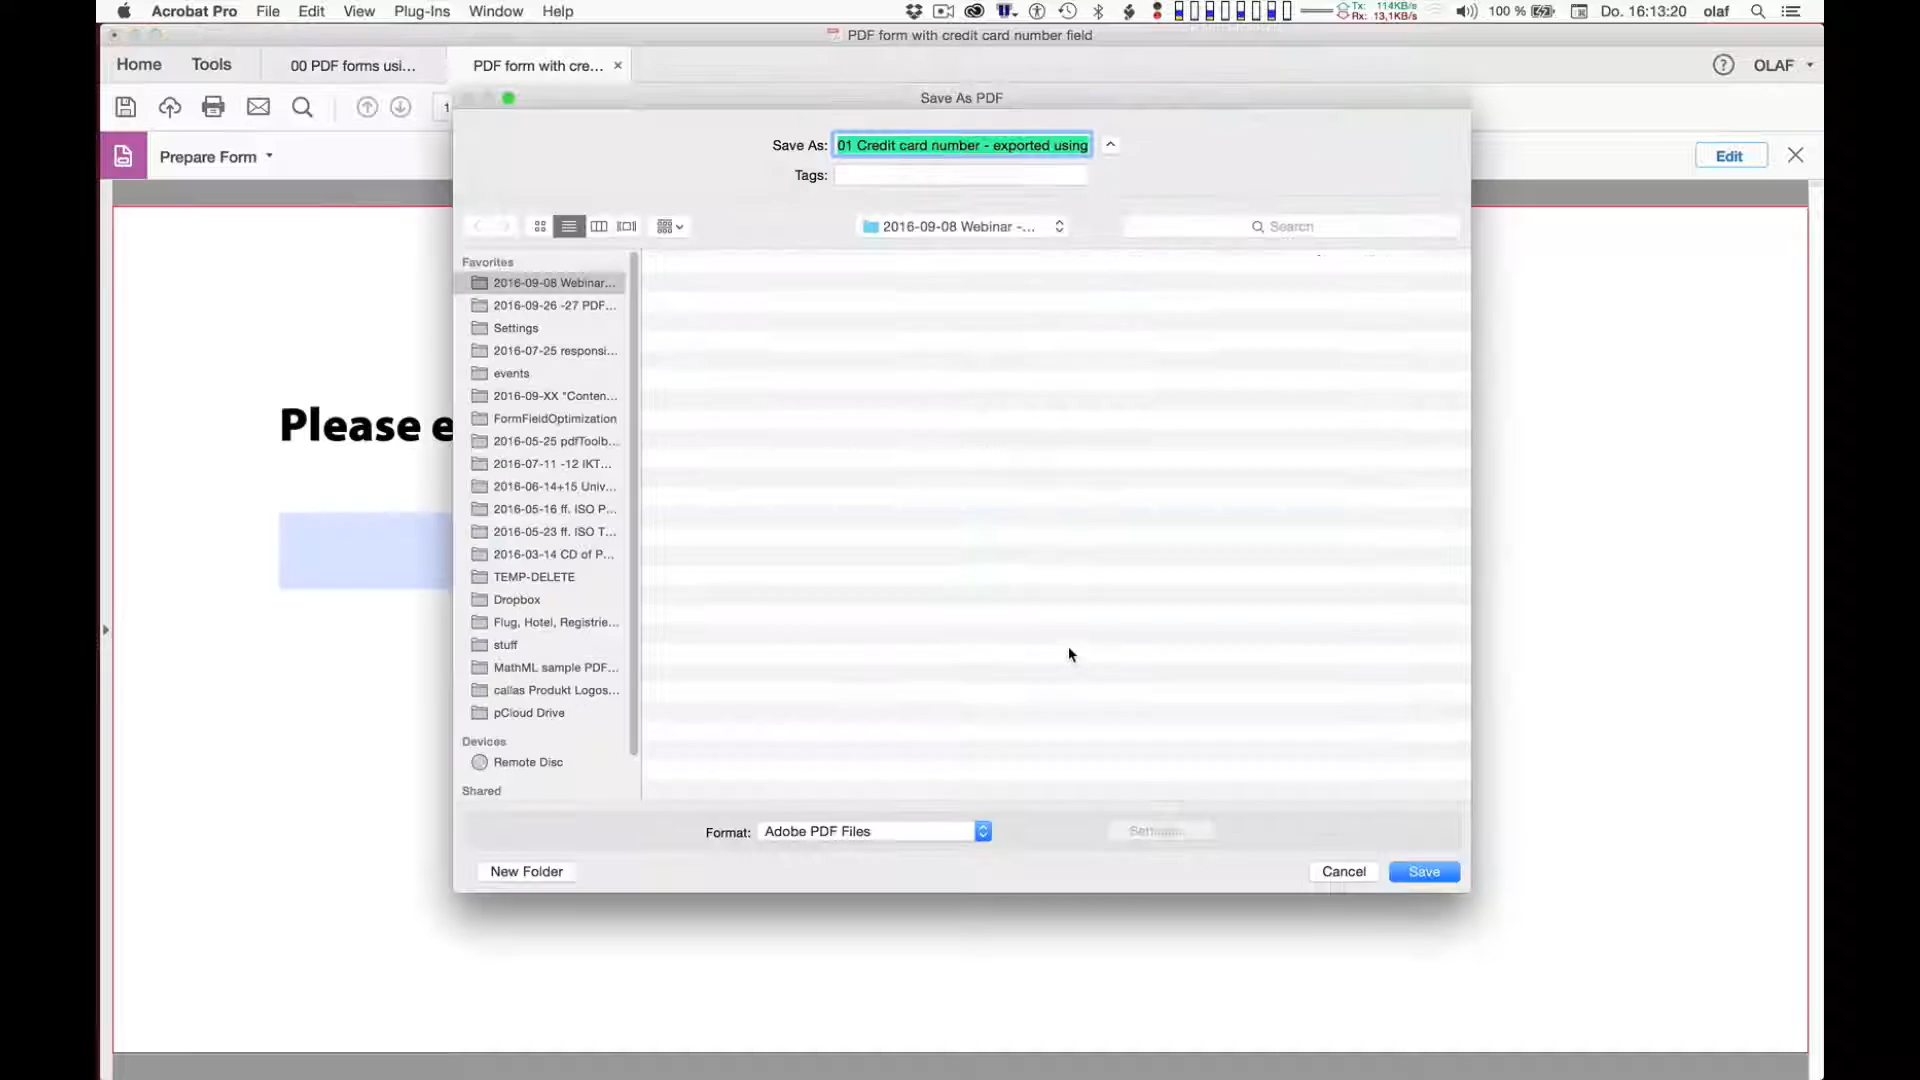 Acrobat Pro File Edit View Plug-Ins Window Help Tx: 114KB/s Rx: 13,1KB/s 100 % Do. 16:13:20 olaf
PDF form with credit card number field
Home Tools 00 PDF forms usi... PDF form with cre... × ? OLAF
1 Save As PDF
Prepare Form Edit
Save As: 01 Credit card number - exported using
Tags:
2016-09-08 Webinar -... Search
Favorites
2016-09-08 Webinar...
2016-09-26 -27 PDF...
Settings
2016-07-25 responsi...
events
2016-09-XX "Conten...
FormFieldOptimization
2016-05-25 pdfToolb...
2016-07-11 -12 IKT...
2016-06-14+15 Univ...
2016-05-16 ff. ISO P...
2016-05-23 ff. ISO T...
2016-03-14 CD of P...
TEMP-DELETE
Dropbox
Flug, Hotel, Registrie...
stuff
MathML sample PDF...
callas Produkt Logos...
pCloud Drive
Devices
Remote Disc
Shared
Please e
Format: Adobe PDF Files
New Folder Cancel Save